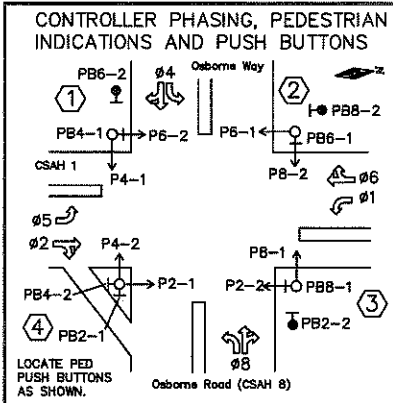 CONTROLLER PHASING, PEDESTRIAN
INDICATIONS AND PUSH BUTTONS
Osborne Way
PB6-2
ø4
1
2
PB8-2
PB4-1
P6-2
P6-1
PB6-1
CSAH 1
P4-1
P8-2
ø6
ø1
ø5
ø2
P4-2
P8-1
PB4-2
P2-1
P2-2
PB8-1
3
4
PB2-1
PB2-2
LOCATE PED
PUSH BUTTONS
AS SHOWN.
ø8
Osborne Road (CSAH 8)